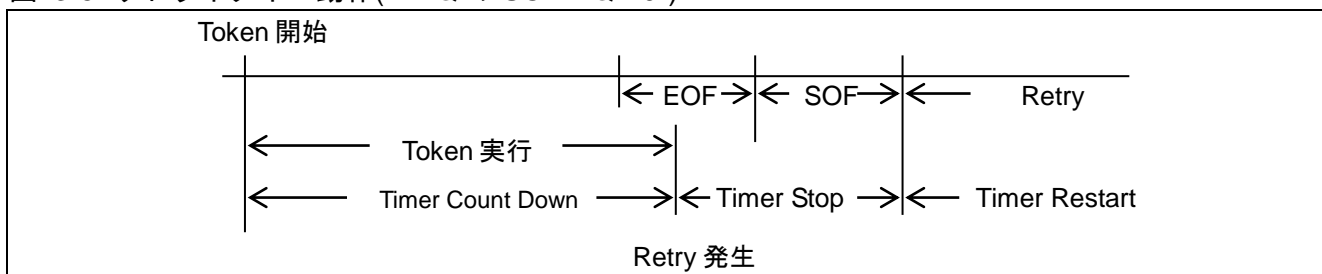 Token 開始
EOF SOF Retry
Token 実行
Timer Count Down Timer Stop Timer Restart
Retry 発生